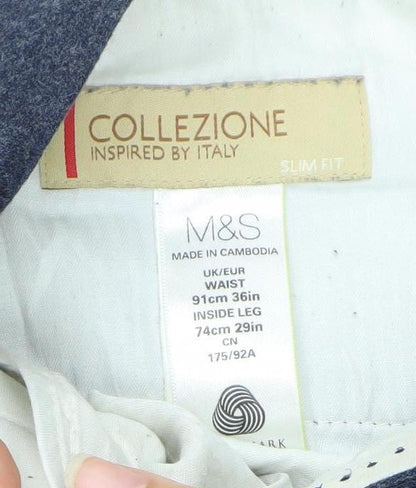 COLLEZIONE
INSPIRED BY ITALY
SLIM FIT
M&S
MADE IN CAMBODIA
UK/EUR
WAIST
91cm 36in
INSIDE LEG
74cm 29in
CN
175/92A